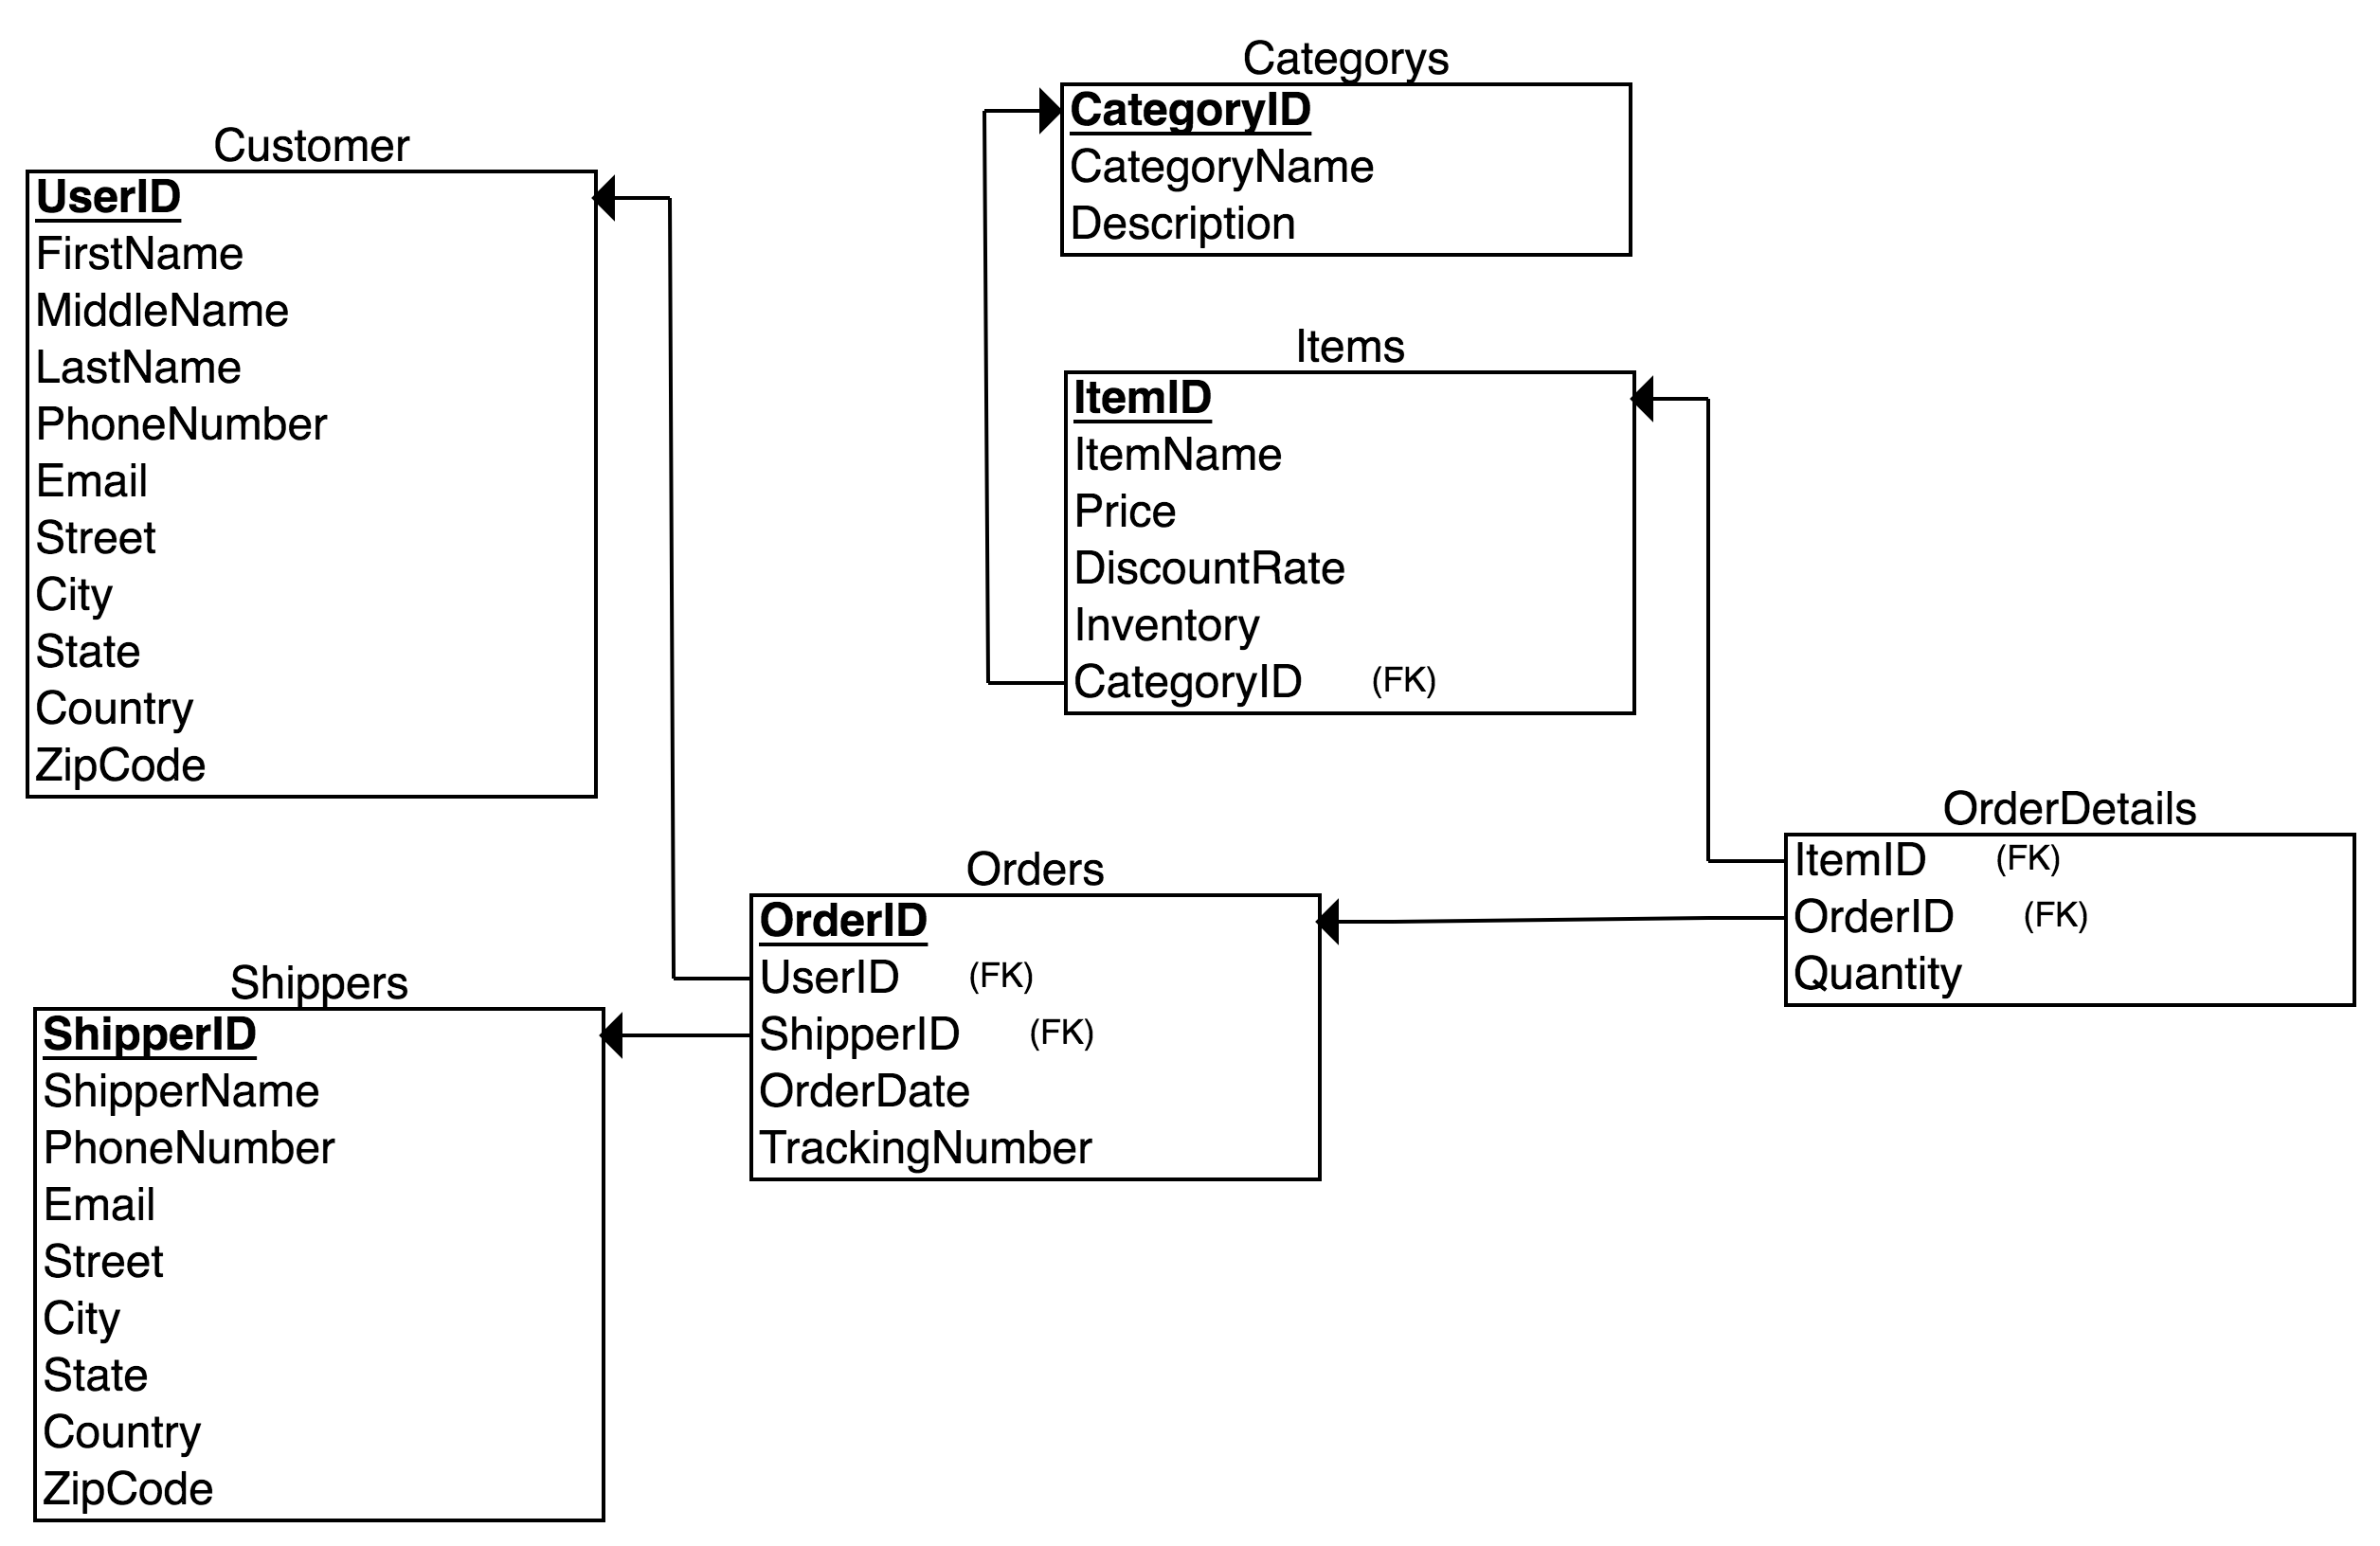 Customer
UserID
FirstName
MiddleName
LastName
PhoneNumber
Email
Street
City
State
Country
ZipCode
Categorys
CategoryID
CategoryName
Description
Items
ItemID
ItemName
Price
DiscountRate
Inventory
CategoryID (FK)
OrderDetails
ItemID (FK)
OrderID (FK)
Quantity
Orders
OrderID
UserID (FK)
ShipperID (FK)
OrderDate
TrackingNumber
Shippers
ShipperID
ShipperName
PhoneNumber
Email
Street
City
State
Country
ZipCode